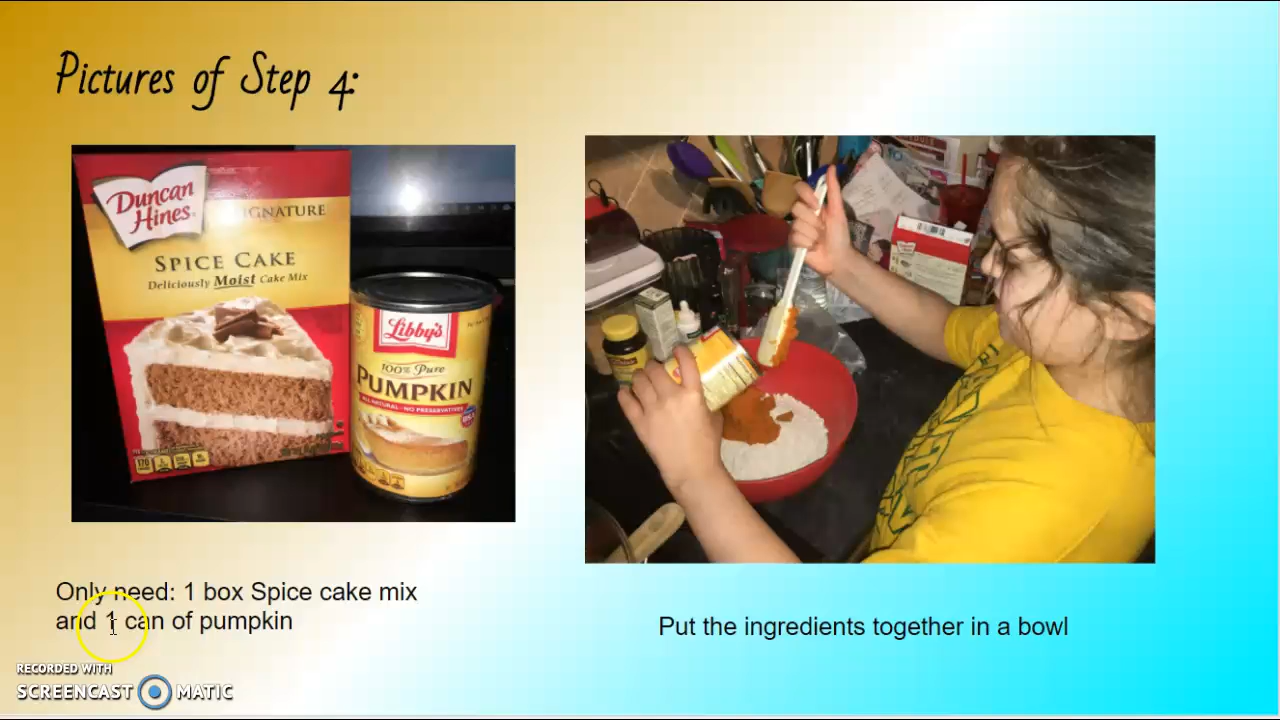 Pictures of Step 4:
Duncan
Hines
SIGNATURE
SPICE CAKE
Deliciously Moist Cake Mix
170
Libby's
100% Pure
PUMPKIN
ALL NATURAL • NO PRESERVATIVES
Only need: 1 box Spice cake mix
and 1 can of pumpkin
Put the ingredients together in a bowl
RECORDED WITH
SCREENCAST MATIC